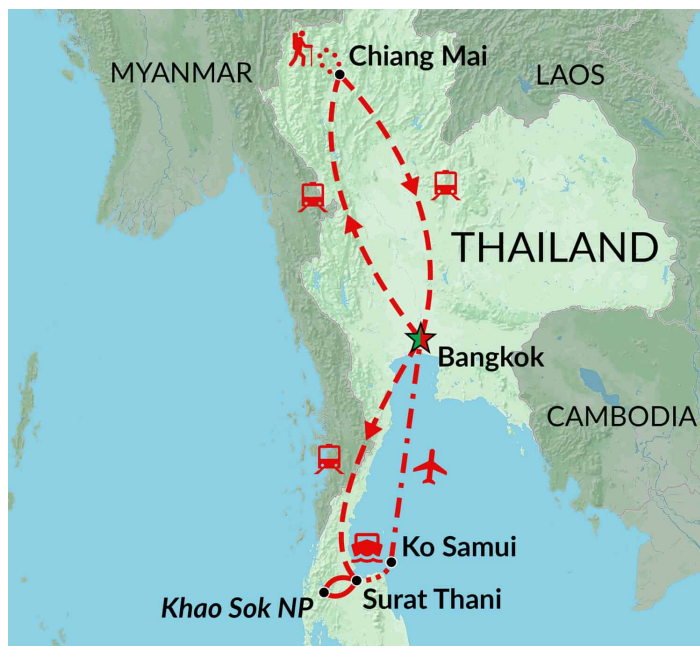 Chiang Mai
MYANMAR
LAOS
THAILAND
Bangkok
CAMBODIA
Ko Samui
Khao Sok NP
Surat Thani